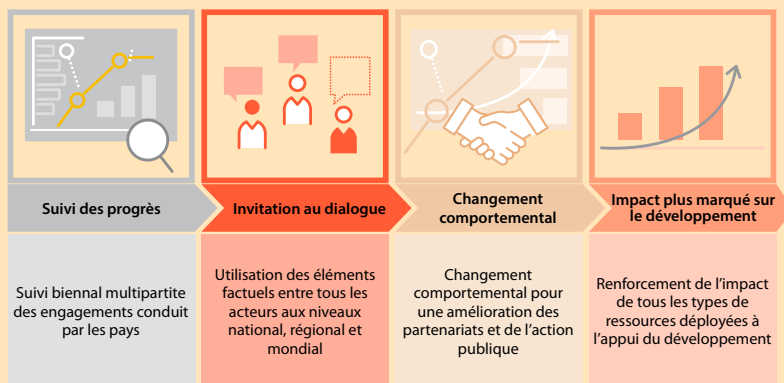 Suivi des progrès
Invitation au dialogue
Changement
comportemental
Impact plus marqué sur
le développement
Suivi biennal multipartite
des engagements conduit
par les pays
Utilisation des éléments
factuels entre tous les
acteurs aux niveaux
national, régional et
mondial
Changement
comportemental pour
une amélioration des
partenariats et de l’action
publique
Renforcement de l’impact
de tous les types de
ressources déployées à
l’appui du développement